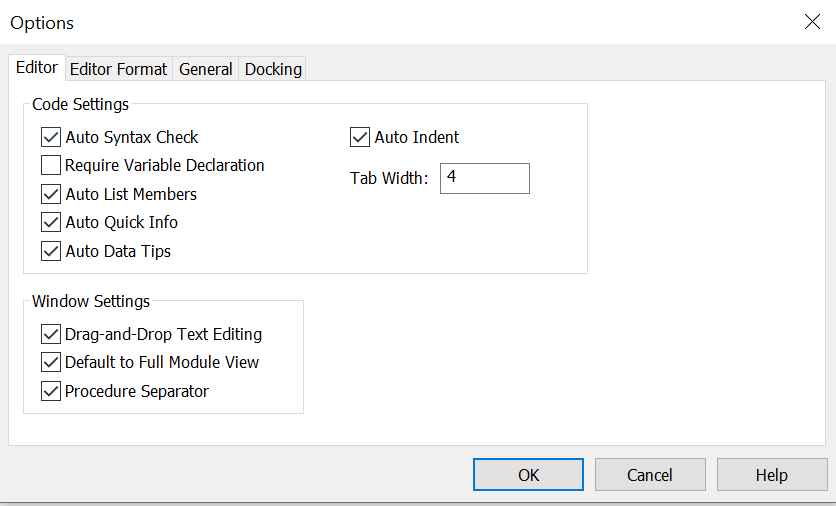 Options
Editor
Editor Format
General
Docking
Code Settings
Auto Syntax Check
Auto Indent
Require Variable Declaration
Tab Width: 4
Auto List Members
Auto Quick Info
Auto Data Tips
Window Settings
Drag-and-Drop Text Editing
Default to Full Module View
Procedure Separator
OK
Cancel
Help